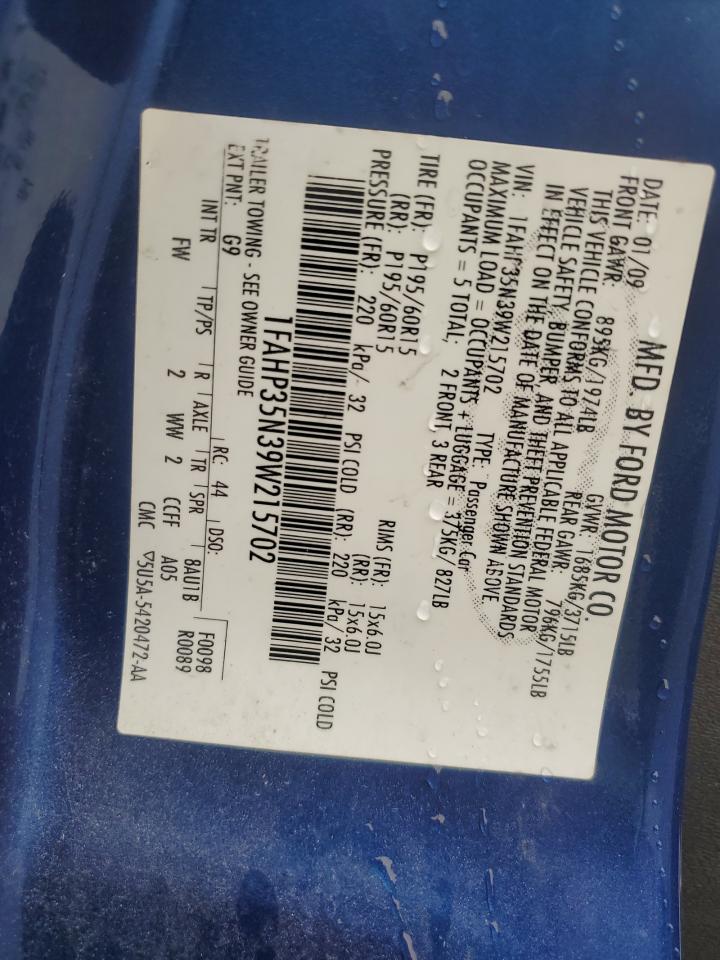 MFD. BY FORD MOTOR CO.
DATE: 01/09 GVWR: 1685KG/3715LB
FRONT GAWR: 895KG/1974LB REAR GAWR: 796KG/1755LB
THIS VEHICLE CONFORMS TO ALL APPLICABLE FEDERAL MOTOR
VEHICLE SAFETY, BUMPER, AND THEFT PREVENTION STANDARDS
IN EFFECT ON THE DATE OF MANUFACTURE SHOWN ABOVE.
VIN: 1FAHP35N39W215702 TYPE: Passenger Car
MAXIMUM LOAD = OCCUPANTS + LUGGAGE = 375KG/ 827LB
OCCUPANTS = 5 TOTAL; 2 FRONT, 3 REAR
TIRE (FR): P195/60R15 RIMS (FR): 15x6.0J
(RR): P195/60R15 (RR): 15x6.0J
PRESSURE (FR): 220 kPa/ 32 PSI COLD (RR): 220 kPa/ 32 PSI COLD
1FAHP35N39W215702
TRAILER TOWING - SEE OWNER GUIDE
EXT PNT: G9 RC: 44 DSO: F0098
R0089
INT TR TP/PS R AXLE TR SPR 8AU1B
FW 2 WW 2 CCFF A05
CMC ▽5U5A-5420472-AA